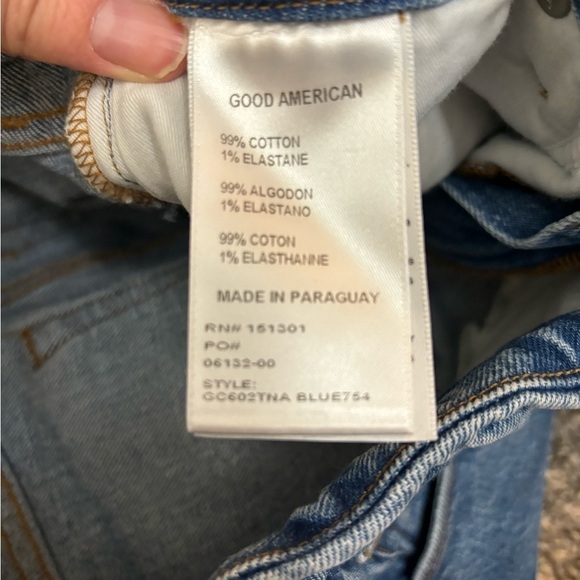 GOOD AMERICAN
99% COTTON
1% ELASTANE
99% ALGODON
1% ELASTANO
99% COTON
1% ELASTHANNE
MADE IN PARAGUAY
RN# 151301
PO#
06132-00
STYLE:
GC602TNA BLUE754